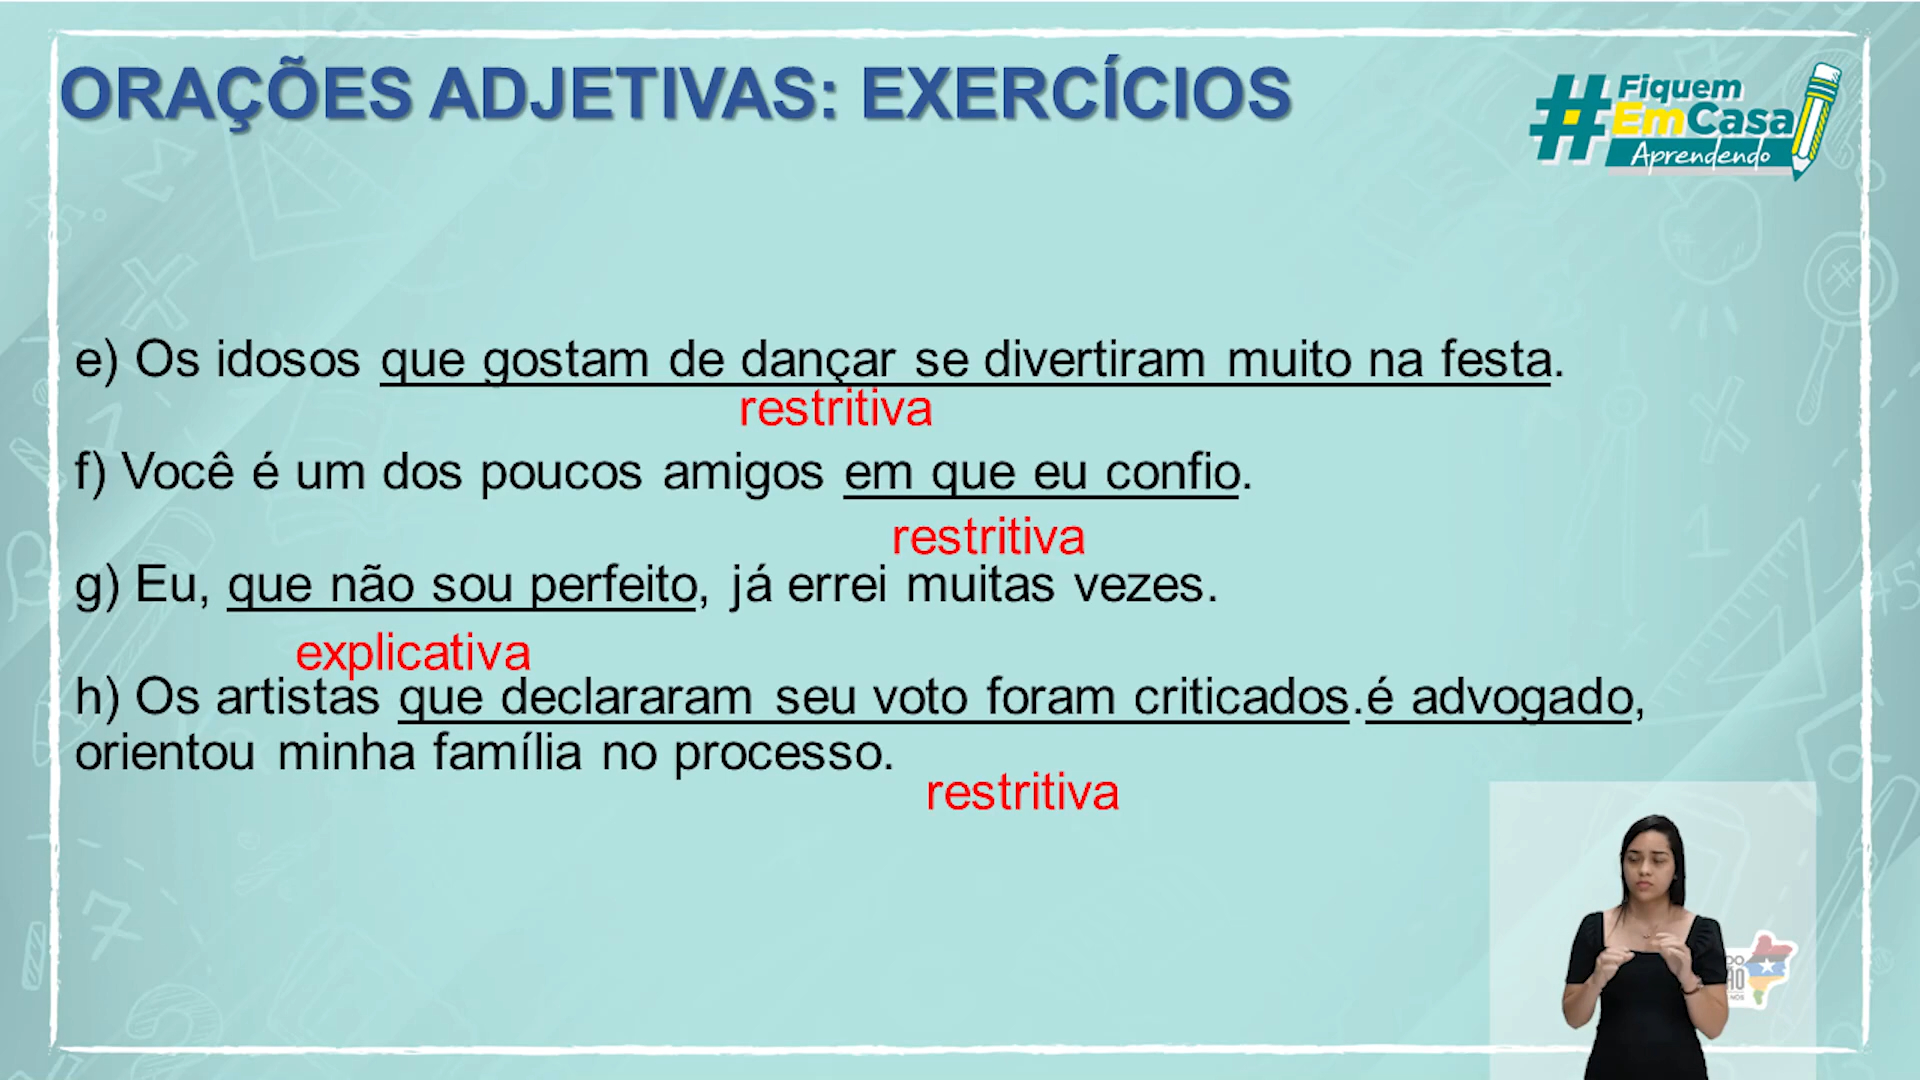 ORAÇÕES ADJETIVAS: EXERCÍCIOS
#Fiquem
EmCasa
Aprendendo
e) Os idosos que gostam de dançar se divertiram muito na festa.
restritiva
f) Você é um dos poucos amigos em que eu confio.
restritiva
g) Eu, que não sou perfeito, já errei muitas vezes.
explicativa
h) Os artistas que declararam seu voto foram criticados.é advogado,
orientou minha família no processo.
restritiva